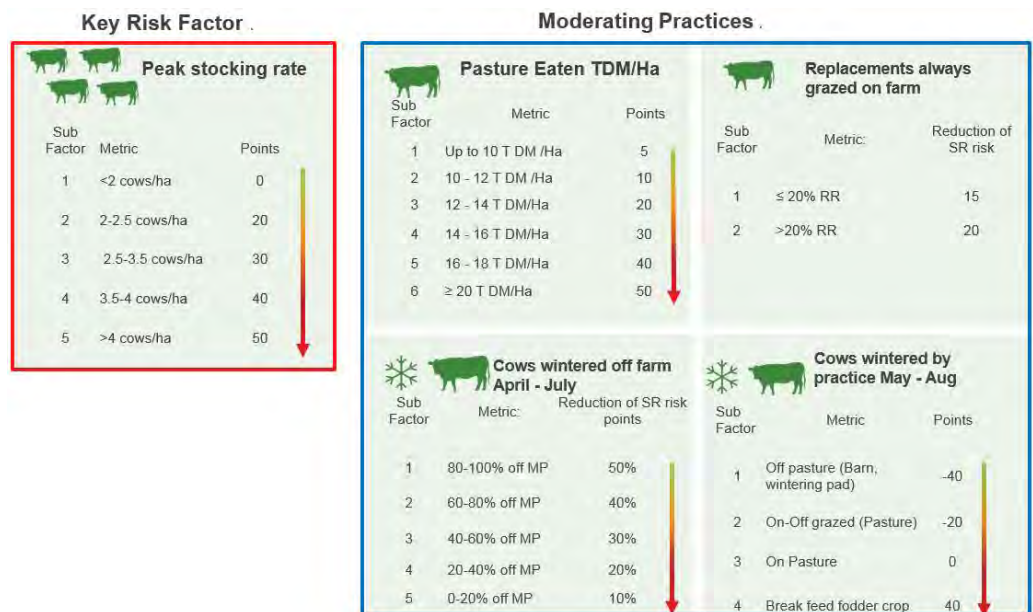 Key Risk Factor .
Peak stocking rate
Sub
Factor Metric Points
1 <2 cows/ha 0
2 2-2.5 cows/ha 20
3 2.5-3.5 cows/ha 30
4 3.5-4 cows/ha 40
5 >4 cows/ha 50
Moderating Practices .
Pasture Eaten TDM/Ha
Sub
Factor Metric Points
1 Up to 10 T DM /Ha 5
2 10 - 12 T DM /Ha 10
3 12 - 14 T DM/Ha 20
4 14 - 16 T DM/Ha 30
5 16 - 18 T DM/Ha 40
6 ≥ 20 T DM/Ha 50
Replacements always
grazed on farm
Sub
Factor Metric: Reduction of
SR risk
1 ≤ 20% RR 15
2 >20% RR 20
Cows wintered off farm
April - July
Sub
Factor Metric: Reduction of SR risk
points
1 80-100% off MP 50%
2 60-80% off MP 40%
3 40-60% off MP 30%
4 20-40% off MP 20%
5 0-20% off MP 10%
Cows wintered by
practice May - Aug
Sub
Factor Metric Points
1 Off pasture (Barn,
wintering pad) -40
2 On-Off grazed (Pasture) -20
3 On Pasture 0
4 Break feed fodder crop 40